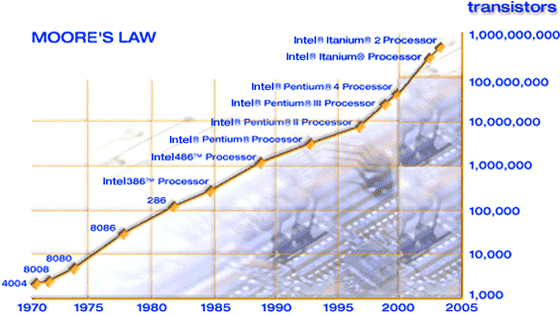 transistors
MOORE'S LAW
1,000,000,000
Intel® Itanium® 2 Processor
Intel® Itanium® Processor
100,000,000
Intel® Pentium® 4 Processor
Intel® Pentium® III Processor
10,000,000
Intel® Pentium® II Processor
Intel® Pentium® Processor
1,000,000
Intel486™ Processor
Intel386™ Processor
100,000
286
8086
10,000
8080
8008
4004
1,000
1970 1975 1980 1985 1990 1995 2000 2005